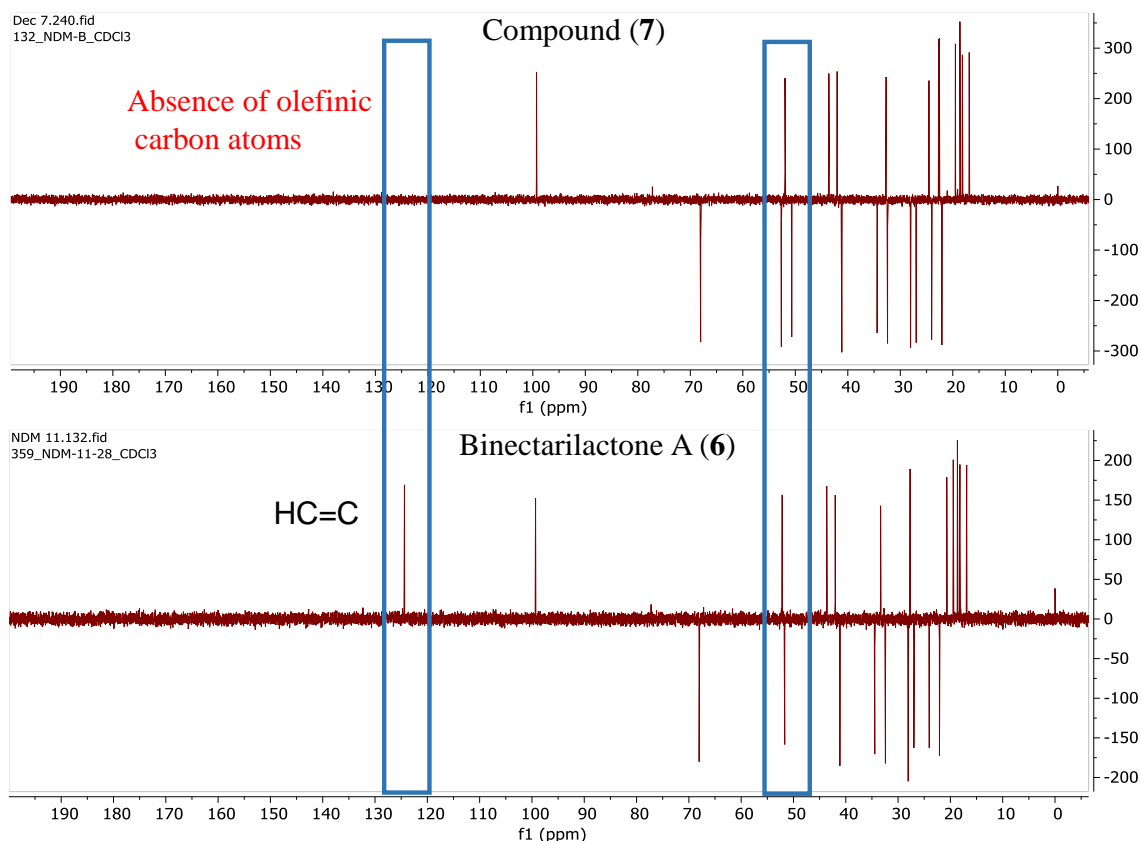 Dec 7.240.fid
132_NDM-B_CDCl3
Compound (7)
Absence of olefinic
carbon atoms
300
200
100
0
-100
-200
-300
190 180 170 160 150 140 130 120 110 100 90 80 70 60 50 40 30 20 10 0
f1 (ppm)
NDM 11.132.fid
359_NDM-11-28_CDCl3
Binectarilactone A (6)
HC=C
200
150
100
50
0
-50
-100
-150
-200
190 180 170 160 150 140 130 120 110 100 90 80 70 60 50 40 30 20 10 0
f1 (ppm)